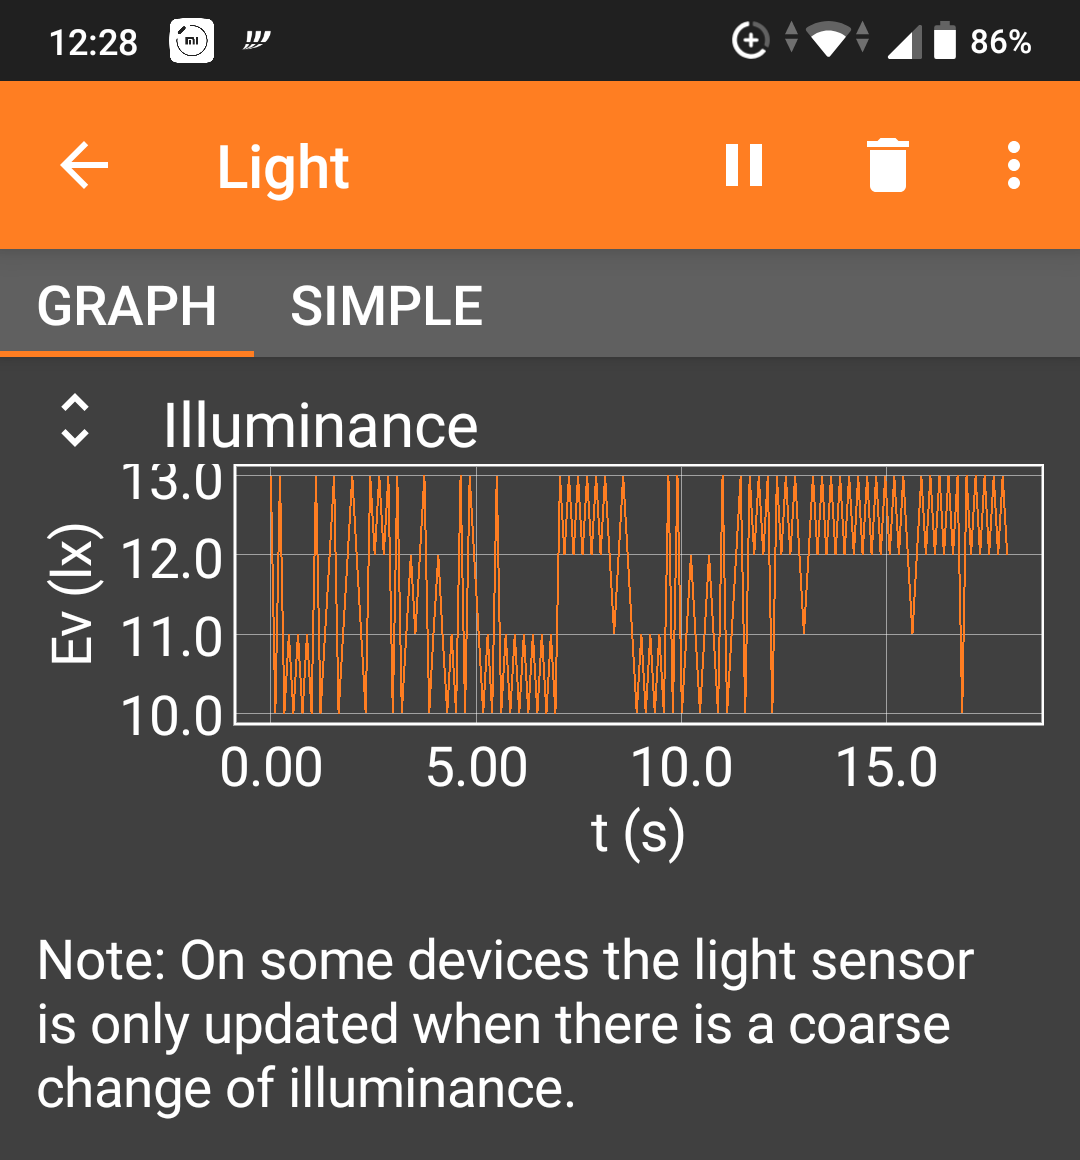 12:28
mi
86%
Light
GRAPH SIMPLE
Illuminance
13.0
12.0
11.0
10.0
Ev (lx)
0.00 5.00 10.0 15.0
t (s)
Note: On some devices the light sensor
is only updated when there is a coarse
change of illuminance.